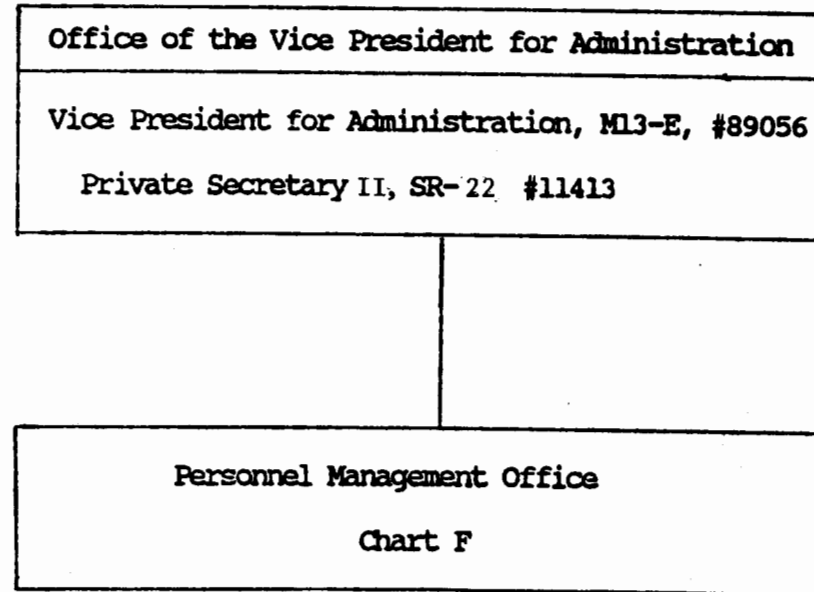 Office of the Vice President for Administration
Vice President for Administration, M13-E, #89056
Private Secretary II, SR-22 #11413
Personnel Management Office
Chart F